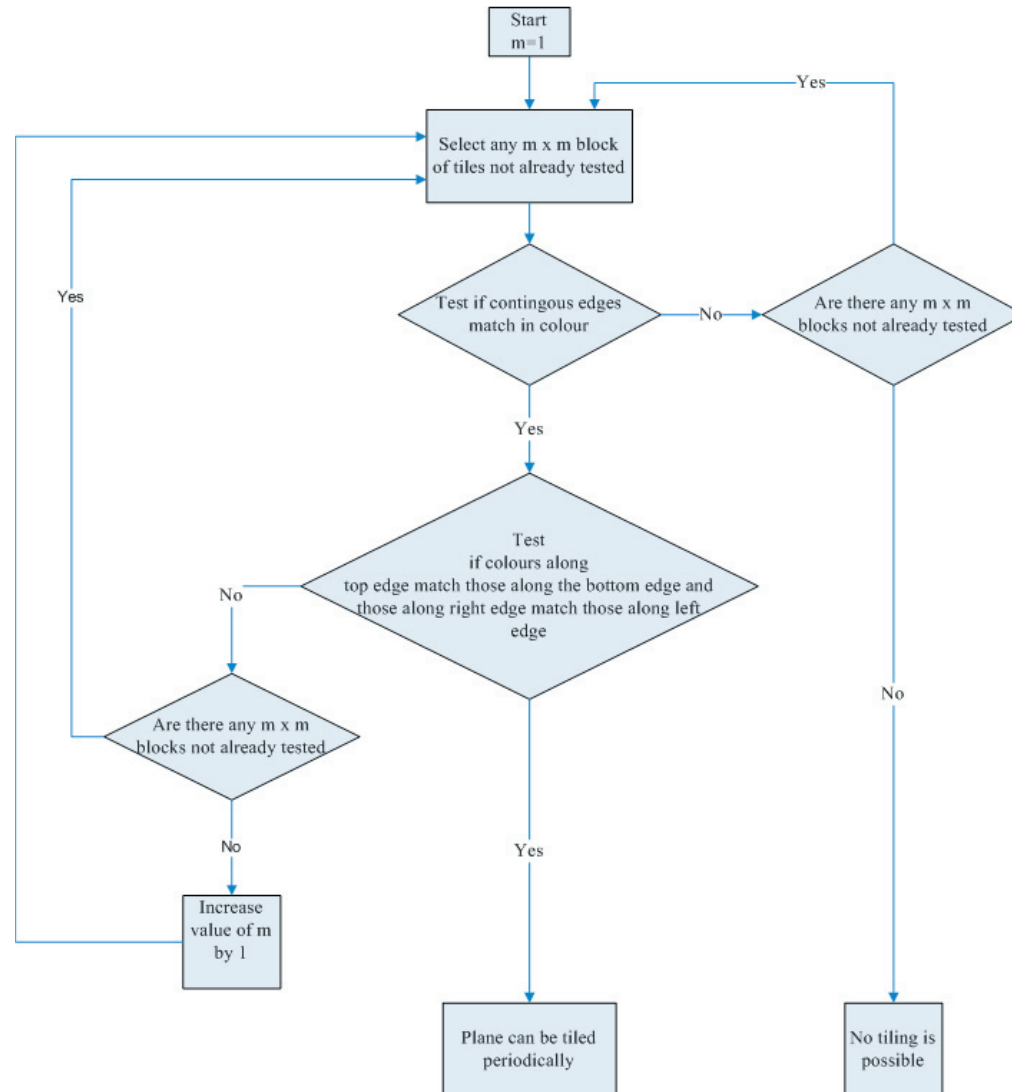 Start
m=1
Yes
Select any m x m block
of tiles not already tested
Yes
Test if contingous edges
match in colour
No
Are there any m x m
blocks not already tested
Yes
Test
if colours along
top edge match those along the bottom edge and
those along right edge match those along left
edge
No
No
Are there any m x m
blocks not already tested
Yes
No
Increase
value of m
by 1
Plane can be tiled
periodically
No tiling is
possible